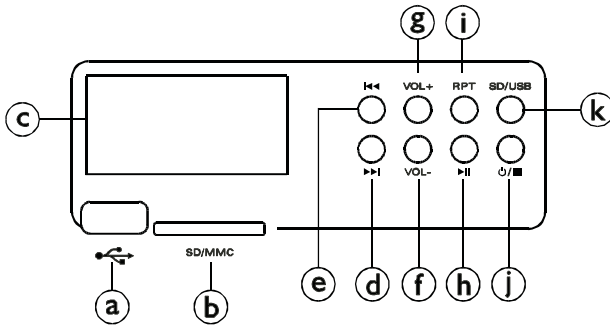 g i
VOL+ RPT SD/USB
c
k
e
VOL-
SD/MMC
a b d f h j